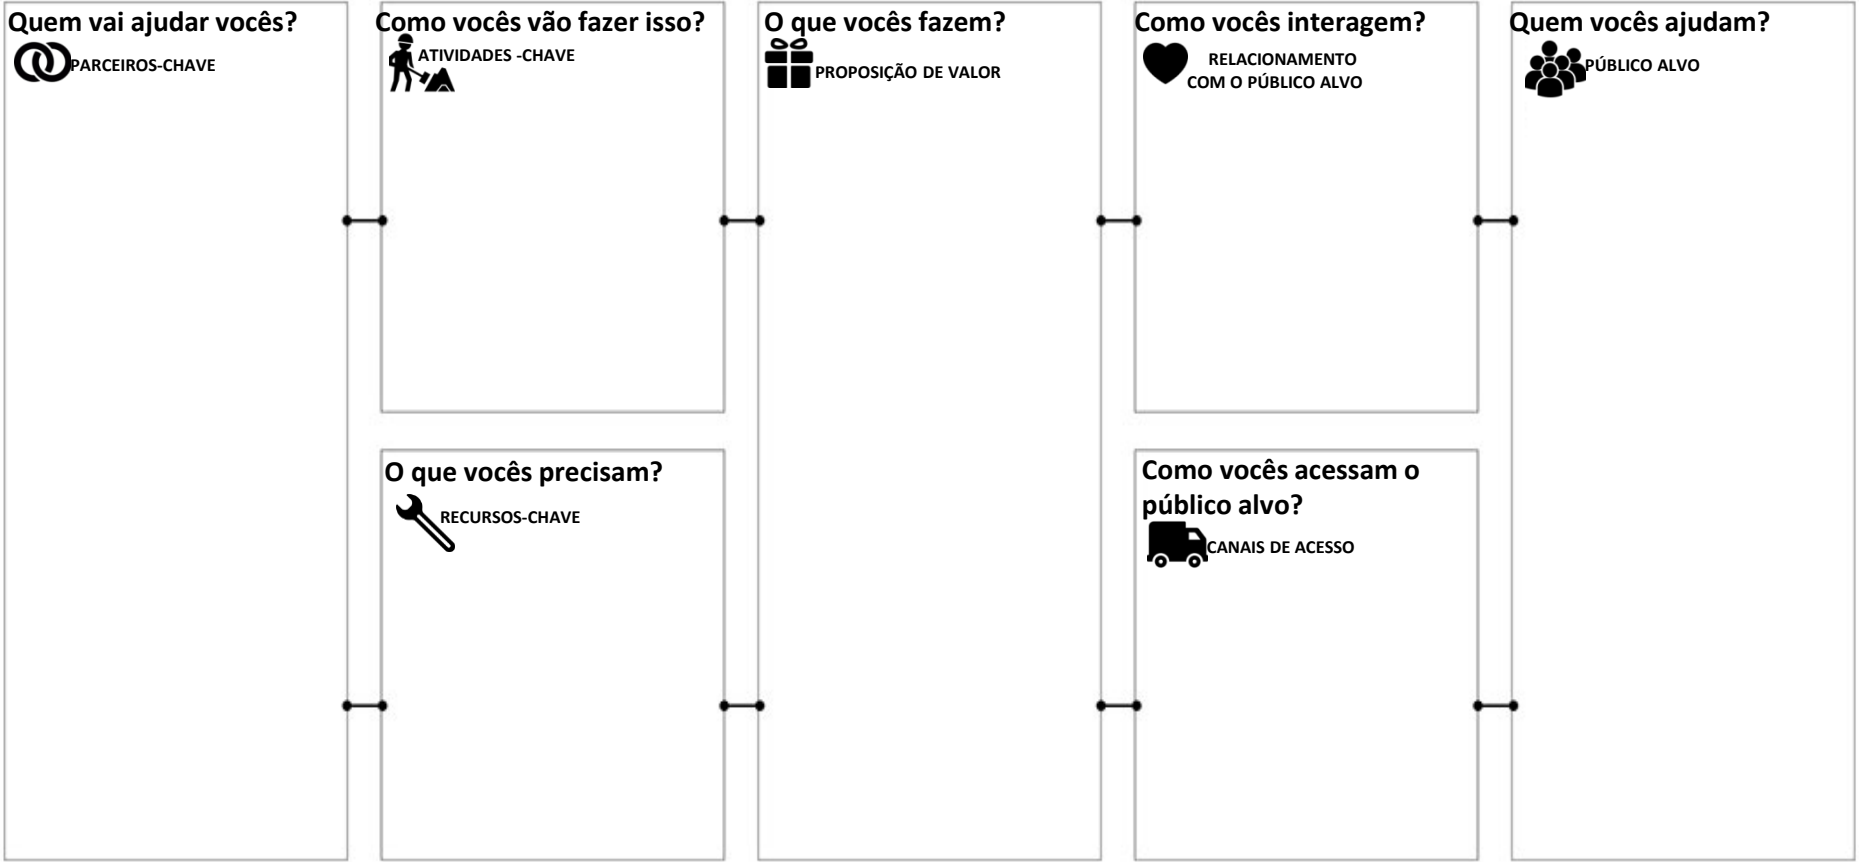 Quem vai ajudar vocês?
PARCEIROS-CHAVE
Como vocês vão fazer isso?
ATIVIDADES -CHAVE
O que vocês precisam?
RECURSOS-CHAVE
O que vocês fazem?
PROPOSIÇÃO DE VALOR
Como vocês interagem?
RELACIONAMENTO
COM O PÚBLICO ALVO
Como vocês acessam o
público alvo?
CANAIS DE ACESSO
Quem vocês ajudam?
PÚBLICO ALVO